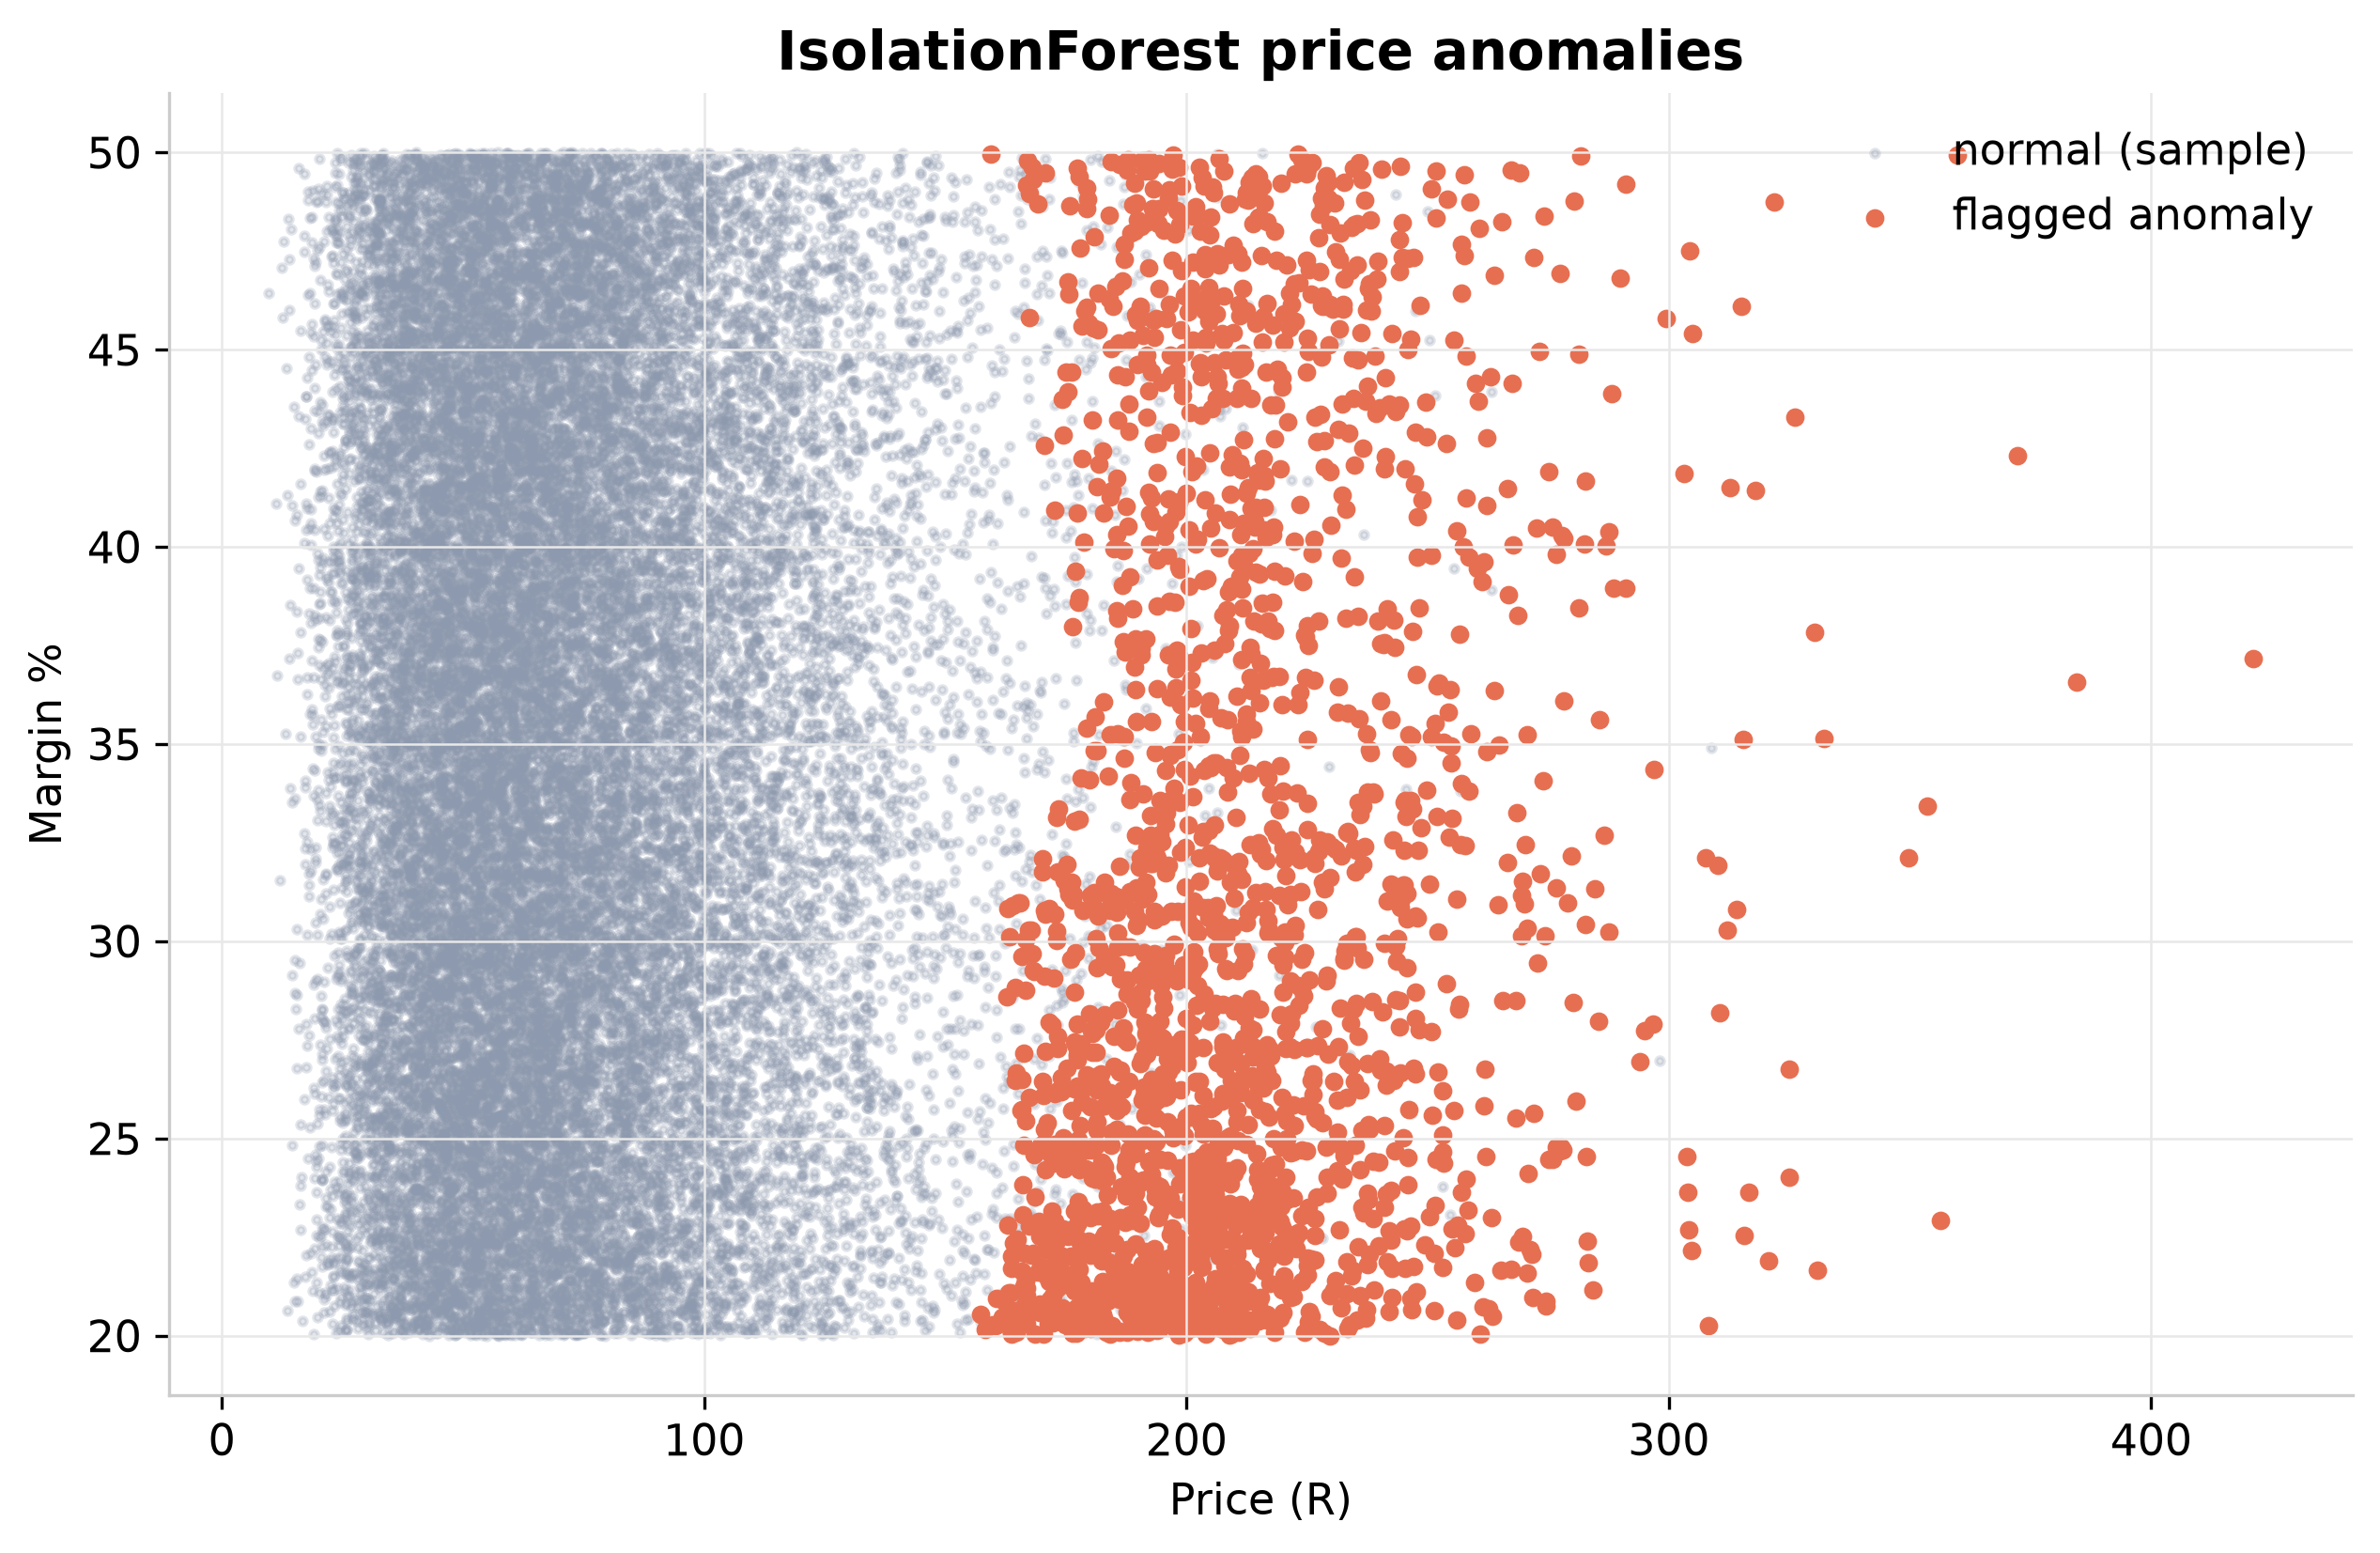 IsolationForest price anomalies
normal (sample)
flagged anomaly
50
45
40
35
30
25
20
Margin %
0 100 200 300 400
Price (R)